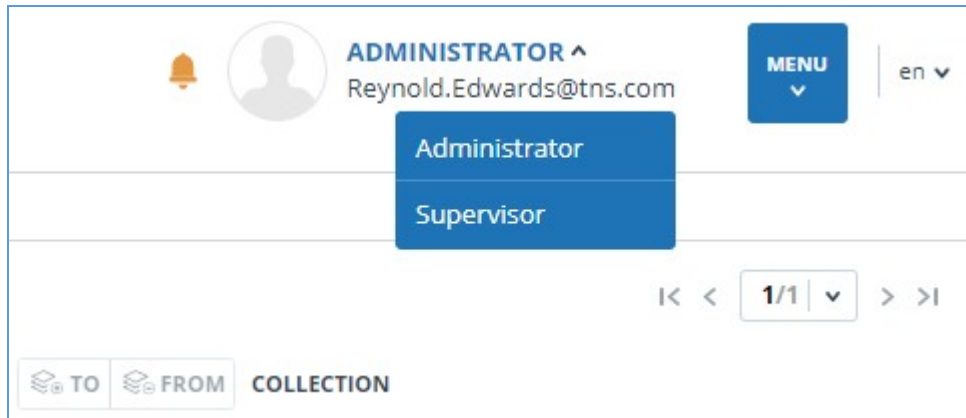 ADMINISTRATOR
Reynold.Edwards@tns.com
MENU
en
Administrator
Supervisor
1/1
TO FROM COLLECTION